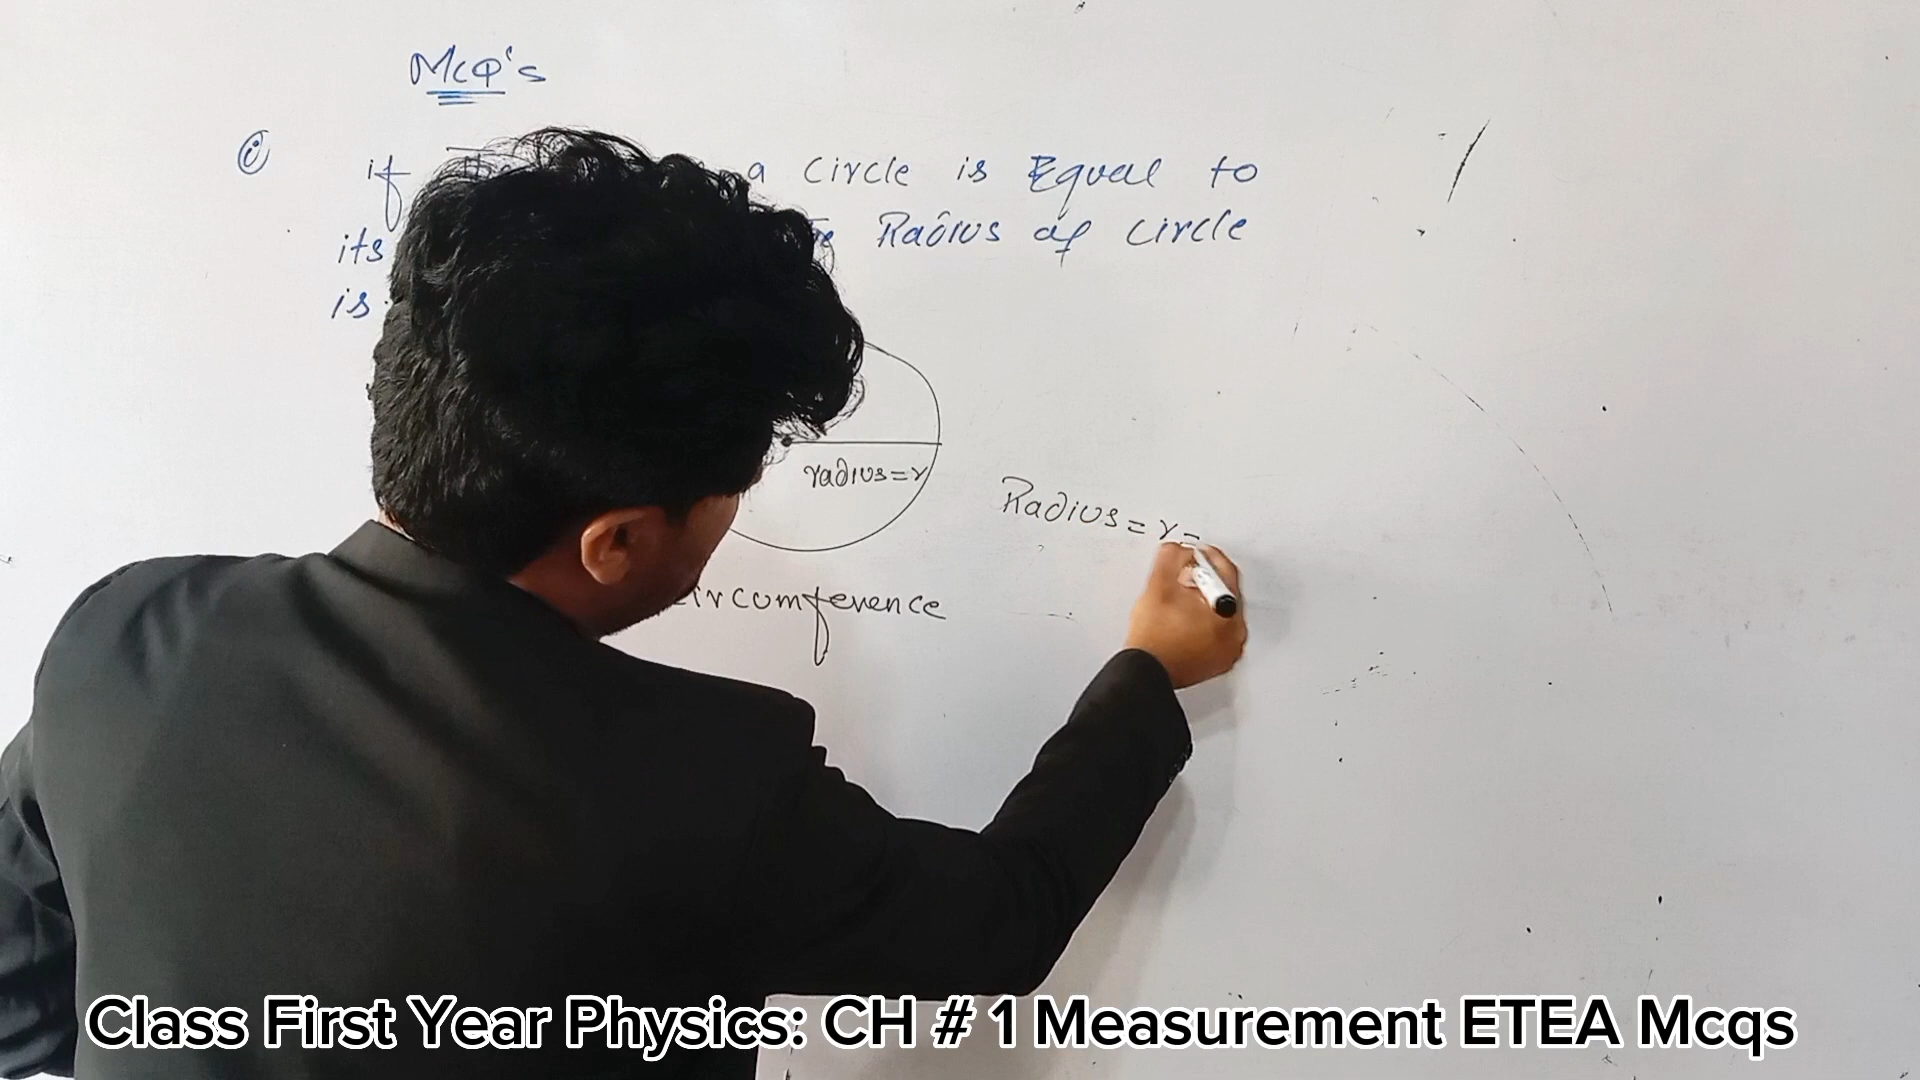 McQ's
(i) if a circle is Equal to
its Radius of circle
is
radius=r
Radius=r=
circumference
Class First Year Physics: CH # 1 Measurement ETEA Mcqs